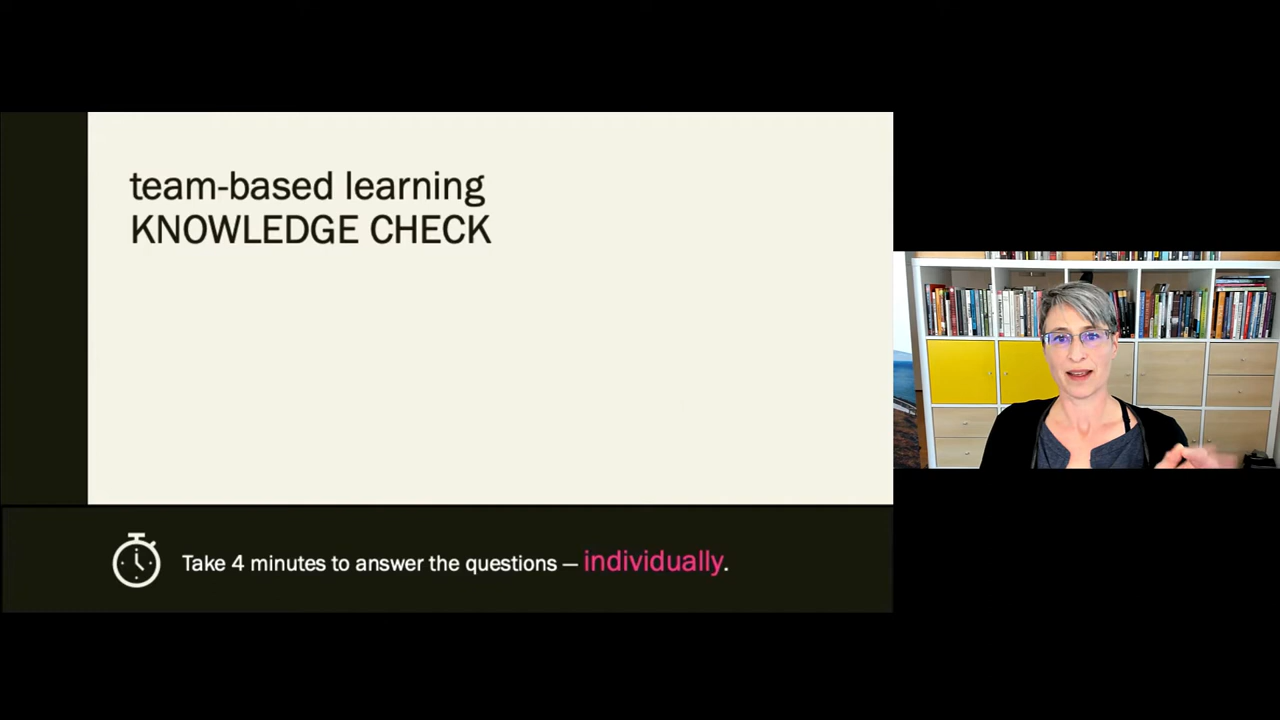 team-based learning
KNOWLEDGE CHECK
Take 4 minutes to answer the questions — individually.